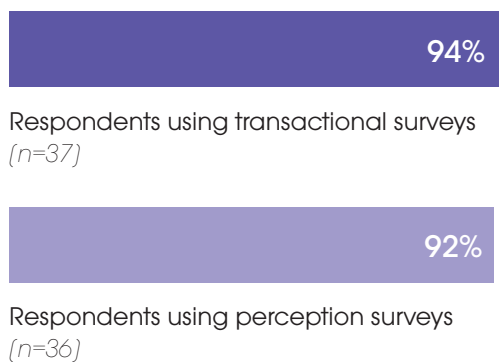 94%
Respondents using transactional surveys
(n=37)
92%
Respondents using perception surveys
(n=36)